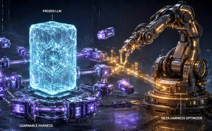 FROZEN LLM
LEARNABLE HARNESS
META-HARNESS OPTIMIZER